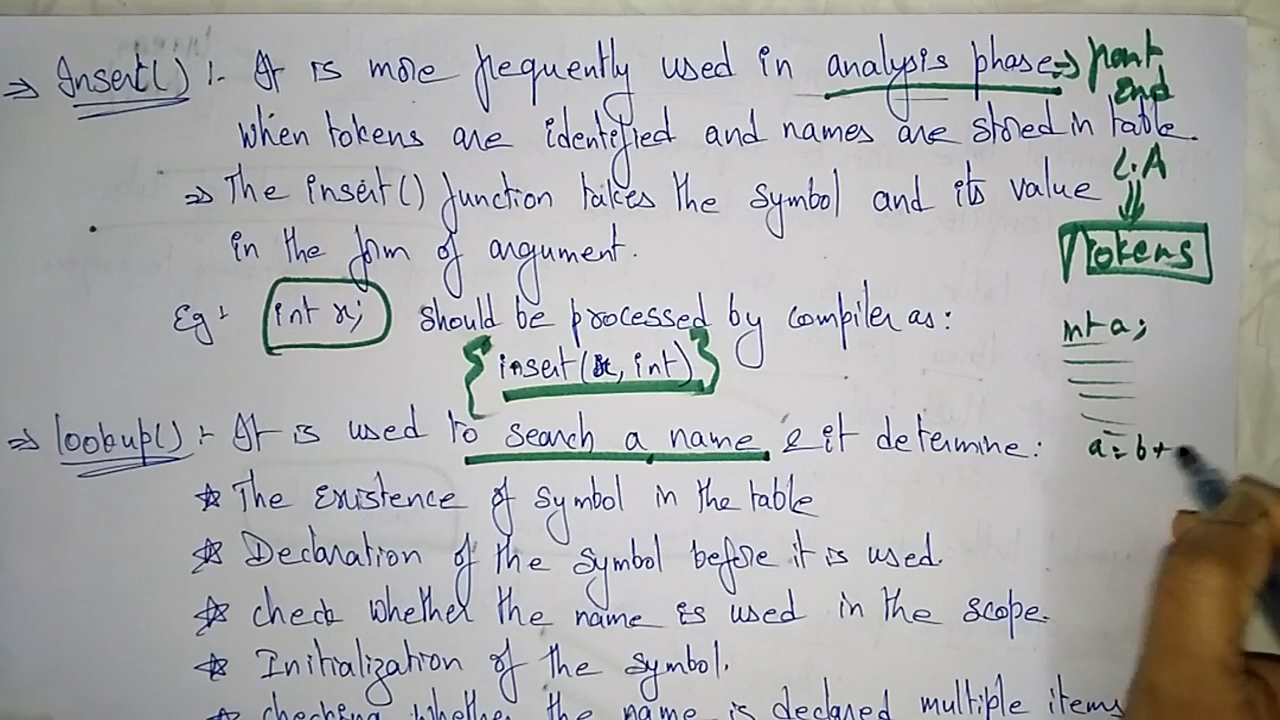 ⇒ Insert() :- It is more frequently used in analysis phase ⇒ front End
when tokens are identified and names are stored in table.
L.A
⇒ The insert() function takes the symbol and its value
in the form of argument.
Tokens
Eg: int x; should be processed by compiler as:
int a;
{ insert(x, int) }
⇒ lookup() :- It is used to search a name & it determine:
a = b +
☆ The Existence of symbol in the table
☆ Declaration of the symbol before it is used.
☆ check whether the name is used in the scope.
☆ Initialization of the symbol.
☆ checking whether the name is declared multiple items